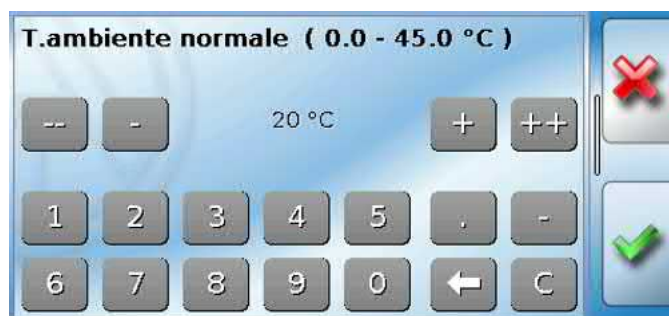 T.ambiente normale ( 0.0 - 45.0 °C )
-- - 20 °C + ++
1 2 3 4 5 . -
6 7 8 9 0 C